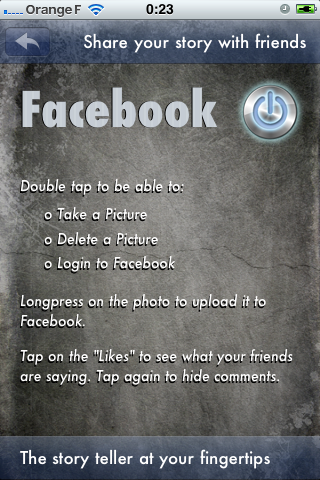 Orange F 0:23
Share your story with friends
Facebook
Double tap to be able to:
o Take a Picture
o Delete a Picture
o Login to Facebook
Longpress on the photo to upload it to
Facebook.
Tap on the "Likes" to see what your friends
are saying. Tap again to hide comments.
The story teller at your fingertips